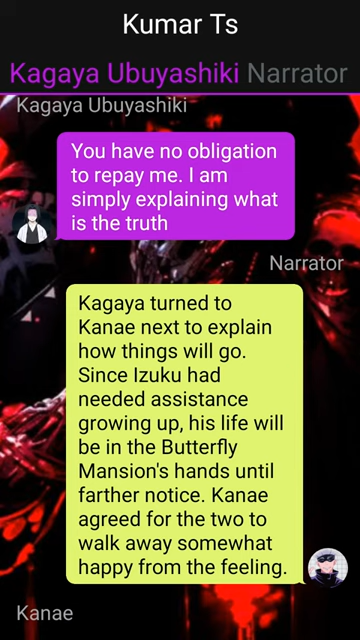 Kumar Ts
Kagaya Ubuyashiki Narrator
Kagaya Ubuyashiki
You have no obligation
to repay me. I am
simply explaining what
is the truth
Narrator
Kagaya turned to
Kanae next to explain
how things will go.
Since Izuku had
needed assistance
growing up, his life will
be in the Butterfly
Mansion's hands until
farther notice. Kanae
agreed for the two to
walk away somewhat
happy from the feeling.
Kanae